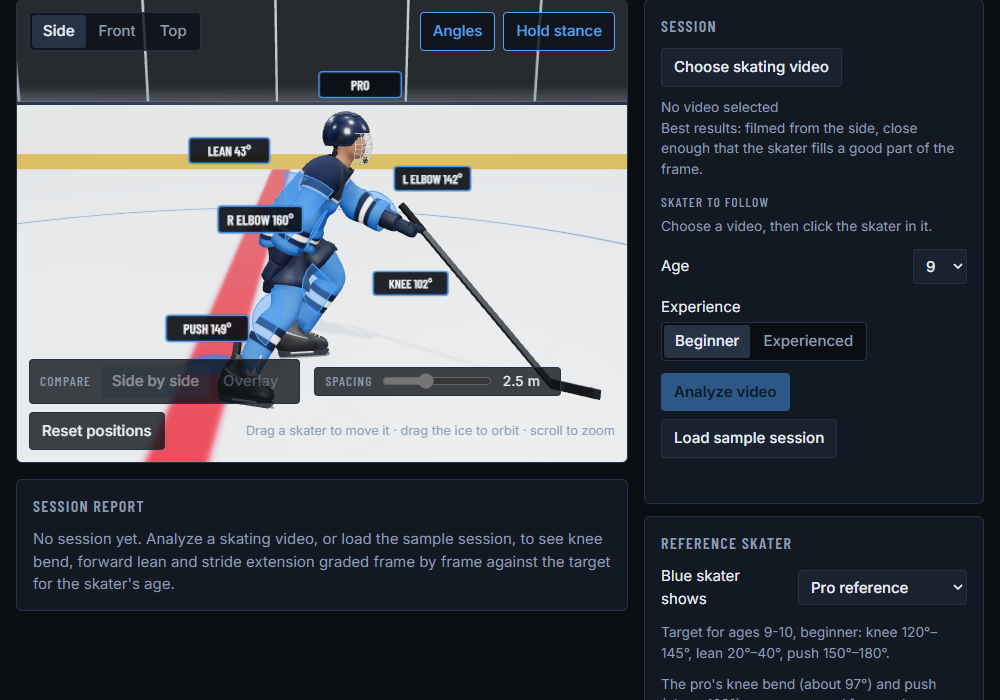 Side Front Top
Angles Hold stance
PRO
LEAN 43°
L ELBOW 142°
R ELBOW 160°
KNEE 102°
PUSH 149°
COMPARE Side by side Overlay
SPACING 2.5 m
Reset positions
Drag a skater to move it · drag the ice to orbit · scroll to zoom
SESSION REPORT
No session yet. Analyze a skating video, or load the sample session, to see knee
bend, forward lean and stride extension graded frame by frame against the target
for the skater's age.
SESSION
Choose skating video
No video selected
Best results: filmed from the side, close
enough that the skater fills a good part of the
frame.
SKATER TO FOLLOW
Choose a video, then click the skater in it.
Age 9
Experience
Beginner Experienced
Analyze video
Load sample session
REFERENCE SKATER
Blue skater
shows
Pro reference
Target for ages 9-10, beginner: knee 120°–
145°, lean 20°–40°, push 150°–180°.
The pro's knee bend (about 97°) and push